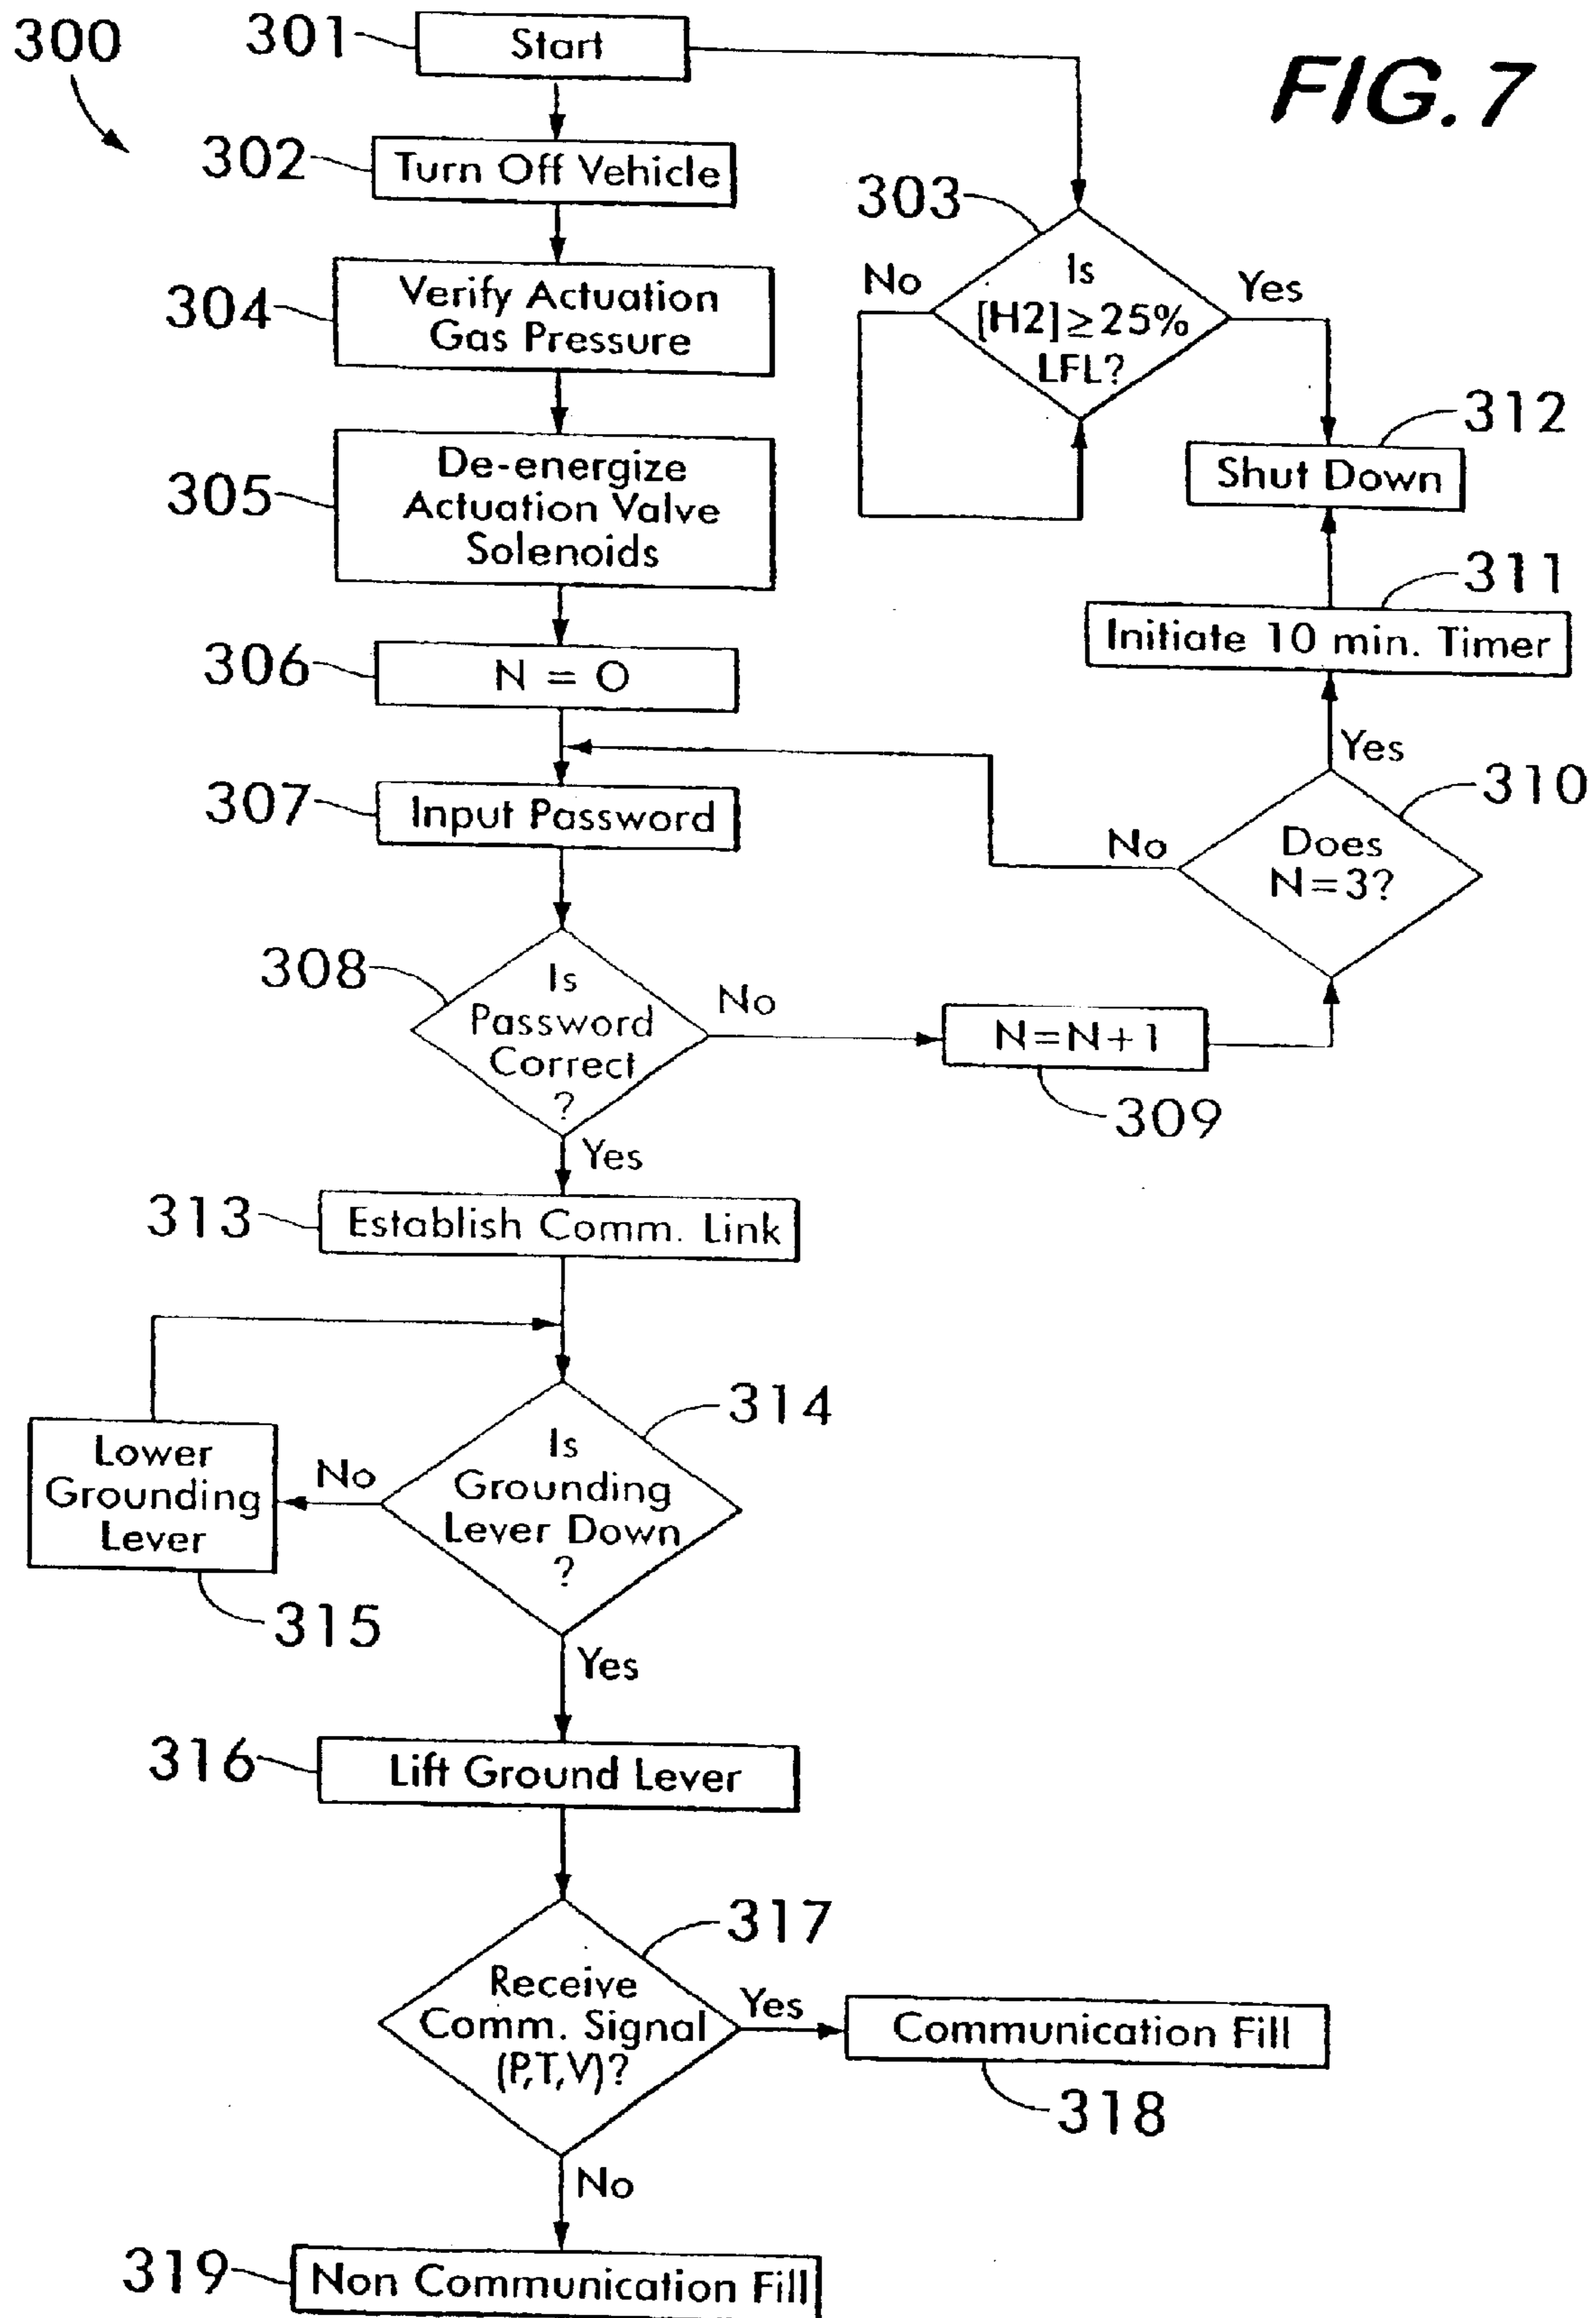 300
301
Start
FIG. 7
302
Turn Off Vehicle
303
Is
[H2]≥25%
LFL?
No
Yes
304
Verify Actuation
Gas Pressure
312
Shut Down
305
De-energize
Actuation Valve
Solenoids
311
Initiate 10 min. Timer
306
N = O
Yes
310
Does
N=3?
No
307
Input Password
308
Is
Password
Correct
?
No
N=N+1
309
Yes
313
Establish Comm. Link
314
Is
Grounding
Lever Down
?
No
Lower
Grounding
Lever
315
Yes
316
Lift Ground Lever
317
Receive
Comm. Signal
(P,T,V)?
Yes
Communication Fill
318
No
319
Non Communication Fill